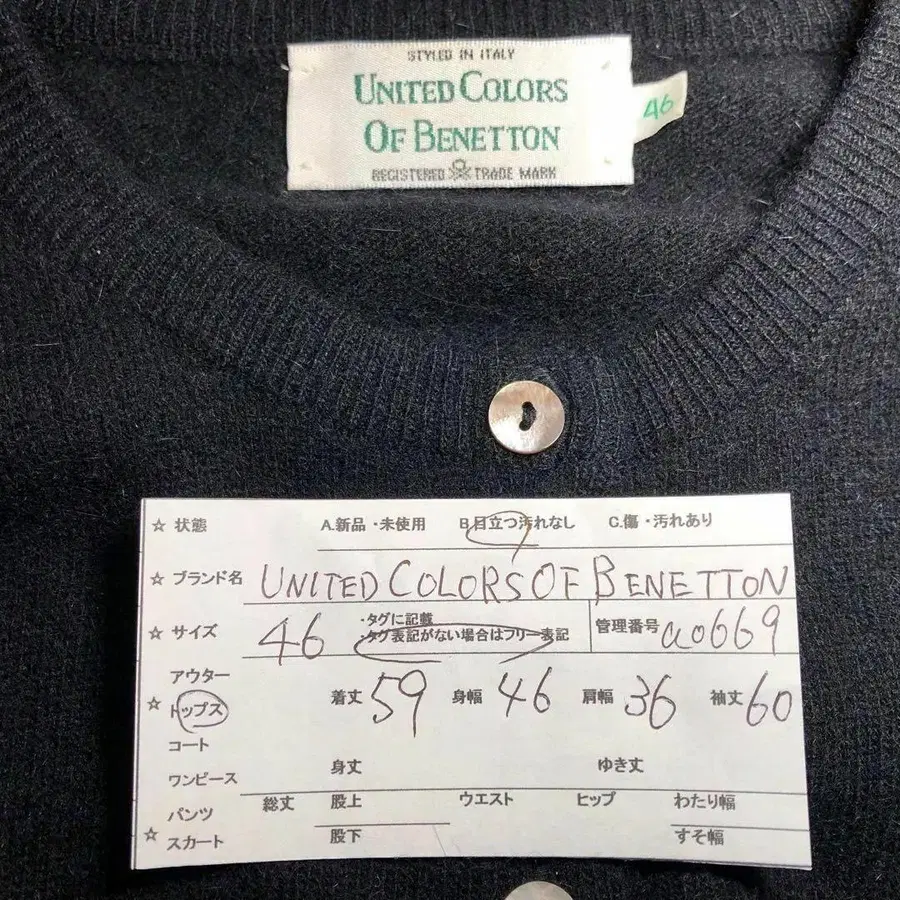 STYLED IN ITALY
UNITED COLORS
OF BENETTON
REGISTERED TRADE MARK
46
☆ 状態 A.新品・未使用 B.目立つ汚れなし C.傷・汚れあり
☆ ブランド名 UNITED COLORS OF BENETTON
☆ サイズ 46 ・タグに記載 管理番号 a0669
・タグ表記がない場合はフリー表記
アウター
☆ トップス 着丈 59 身幅 46 肩幅 36 袖丈 60
コート
ワンピース 身丈 ゆき丈
パンツ 総丈 股上 ウエスト ヒップ わたり幅
☆ スカート 股下 すそ幅